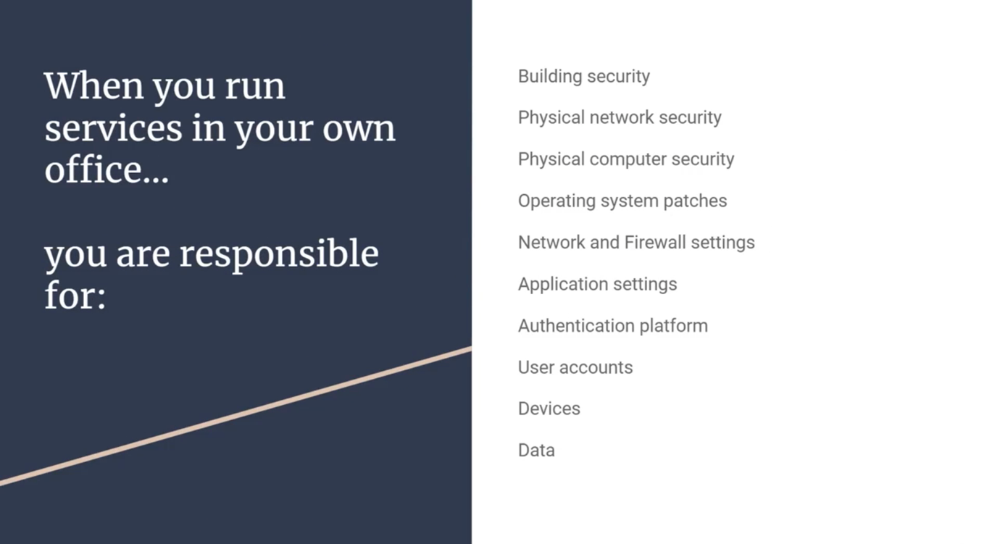 When you run
services in your own
office...
you are responsible
for:
Building security
Physical network security
Physical computer security
Operating system patches
Network and Firewall settings
Application settings
Authentication platform
User accounts
Devices
Data